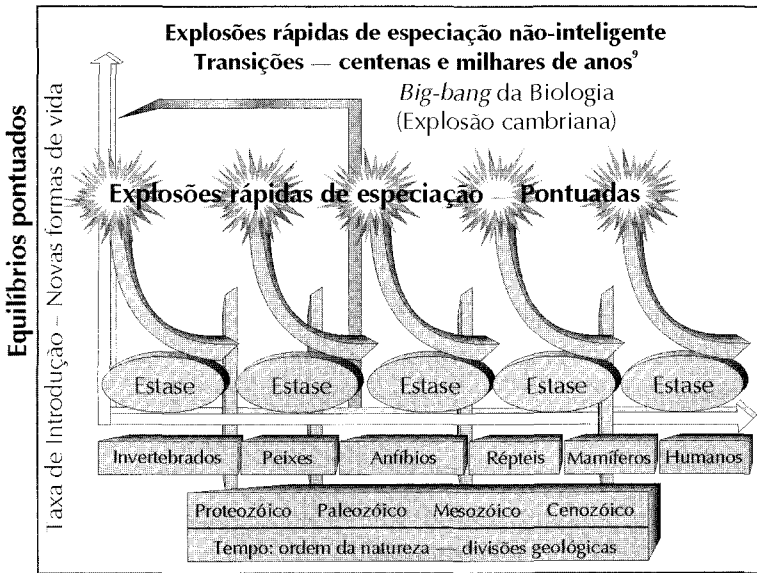 Explosões rápidas de especiação não-inteligente
Transições — centenas e milhares de anos⁹
Big-bang da Biologia
(Explosão cambriana)
Equilíbrios pontuados
Taxa de Introdução – Novas formas de vida
Explosões rápidas de especiação — Pontuadas
Estase Estase Estase Estase Estase
Invertebrados Peixes Anfíbios Répteis Mamíferos Humanos
Proterozóico Paleozóico Mesozóico Cenozóico
Tempo: ordem da natureza — divisões geológicas